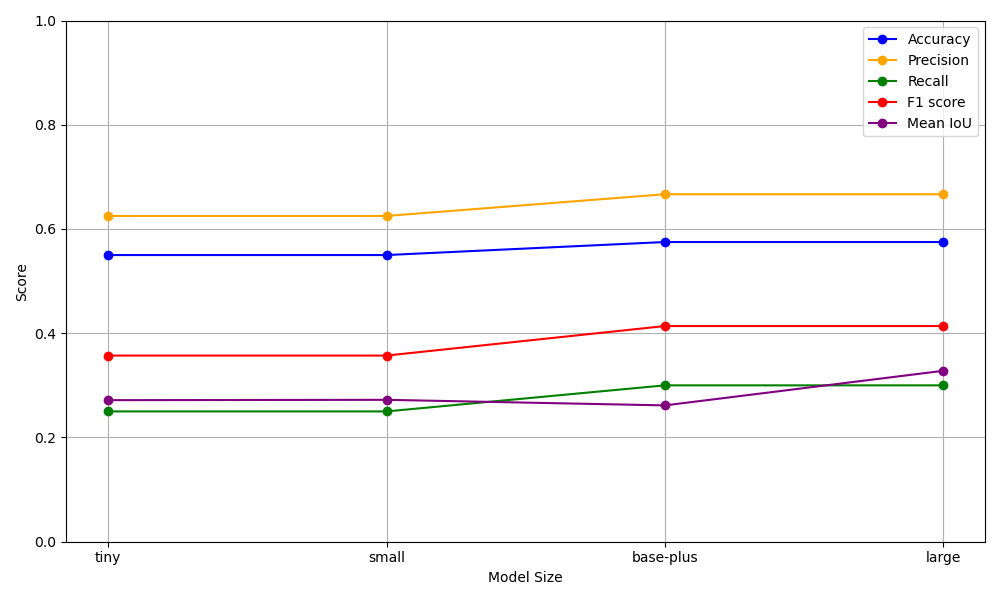 1.0
0.8
0.6
0.4
0.2
0.0
Score
Accuracy
Precision
Recall
F1 score
Mean IoU
tiny
small
base-plus
large
Model Size